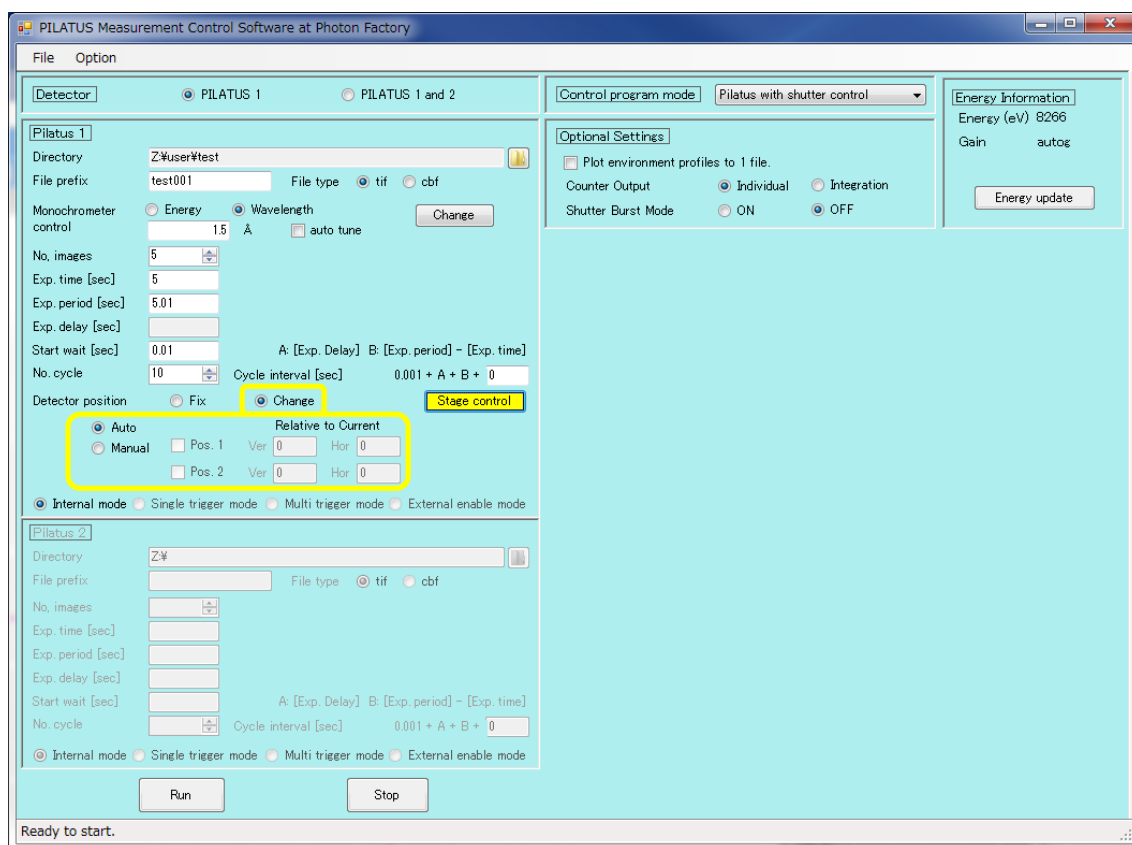 PILATUS Measurement Control Software at Photon Factory
File Option
Detector PILATUS 1 PILATUS 1 and 2
Pilatus 1
Directory Z:¥user¥test
File prefix test001 File type tif cbf
Monochrometer control Energy Wavelength Change
1.5 Å auto tune
No, images 5
Exp. time [sec] 5
Exp. period [sec] 5.01
Exp. delay [sec]
Start wait [sec] 0.01 A: [Exp. Delay] B: [Exp. period] - [Exp. time]
No. cycle 10 Cycle interval [sec] 0.001 + A + B + 0
Detector position Fix Change Stage control
Auto Relative to Current
Manual Pos. 1 Ver 0 Hor 0
Pos. 2 Ver 0 Hor 0
Internal mode Single trigger mode Multi trigger mode External enable mode
Pilatus 2
Directory Z:¥
File prefix File type tif cbf
No, images
Exp. time [sec]
Exp. period [sec]
Exp. delay [sec]
Start wait [sec] A: [Exp. Delay] B: [Exp. period] - [Exp. time]
No. cycle Cycle interval [sec] 0.001 + A + B + 0
Internal mode Single trigger mode Multi trigger mode External enable mode
Run Stop
Control program mode Pilatus with shutter control
Optional Settings
Plot environment profiles to 1 file.
Counter Output Individual Integration
Shutter Burst Mode ON OFF
Energy Information
Energy (eV) 8266
Gain autog
Energy update
Ready to start.